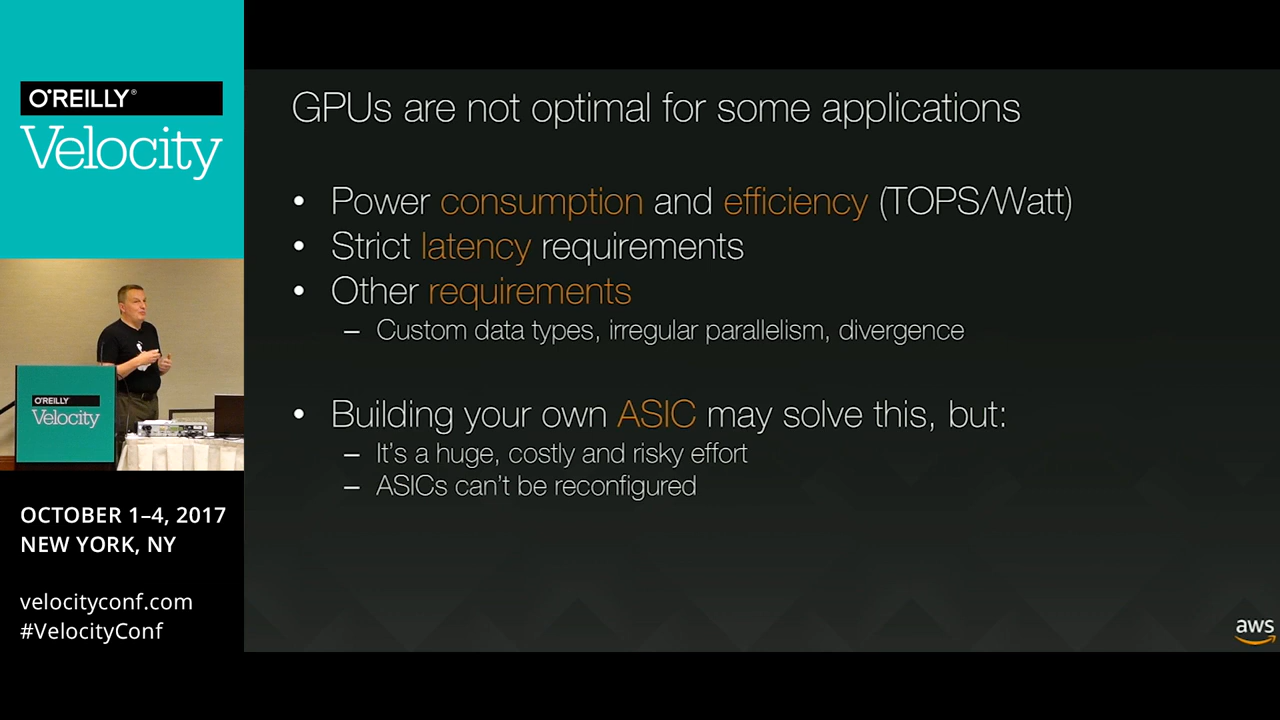 O'REILLY®
Velocity
GPUs are not optimal for some applications
• Power consumption and efficiency (TOPS/Watt)
• Strict latency requirements
• Other requirements
– Custom data types, irregular parallelism, divergence
• Building your own ASIC may solve this, but:
– It's a huge, costly and risky effort
– ASICs can't be reconfigured
O'REILLY
Velocity
OCTOBER 1–4, 2017
NEW YORK, NY
velocityconf.com
#VelocityConf
aws